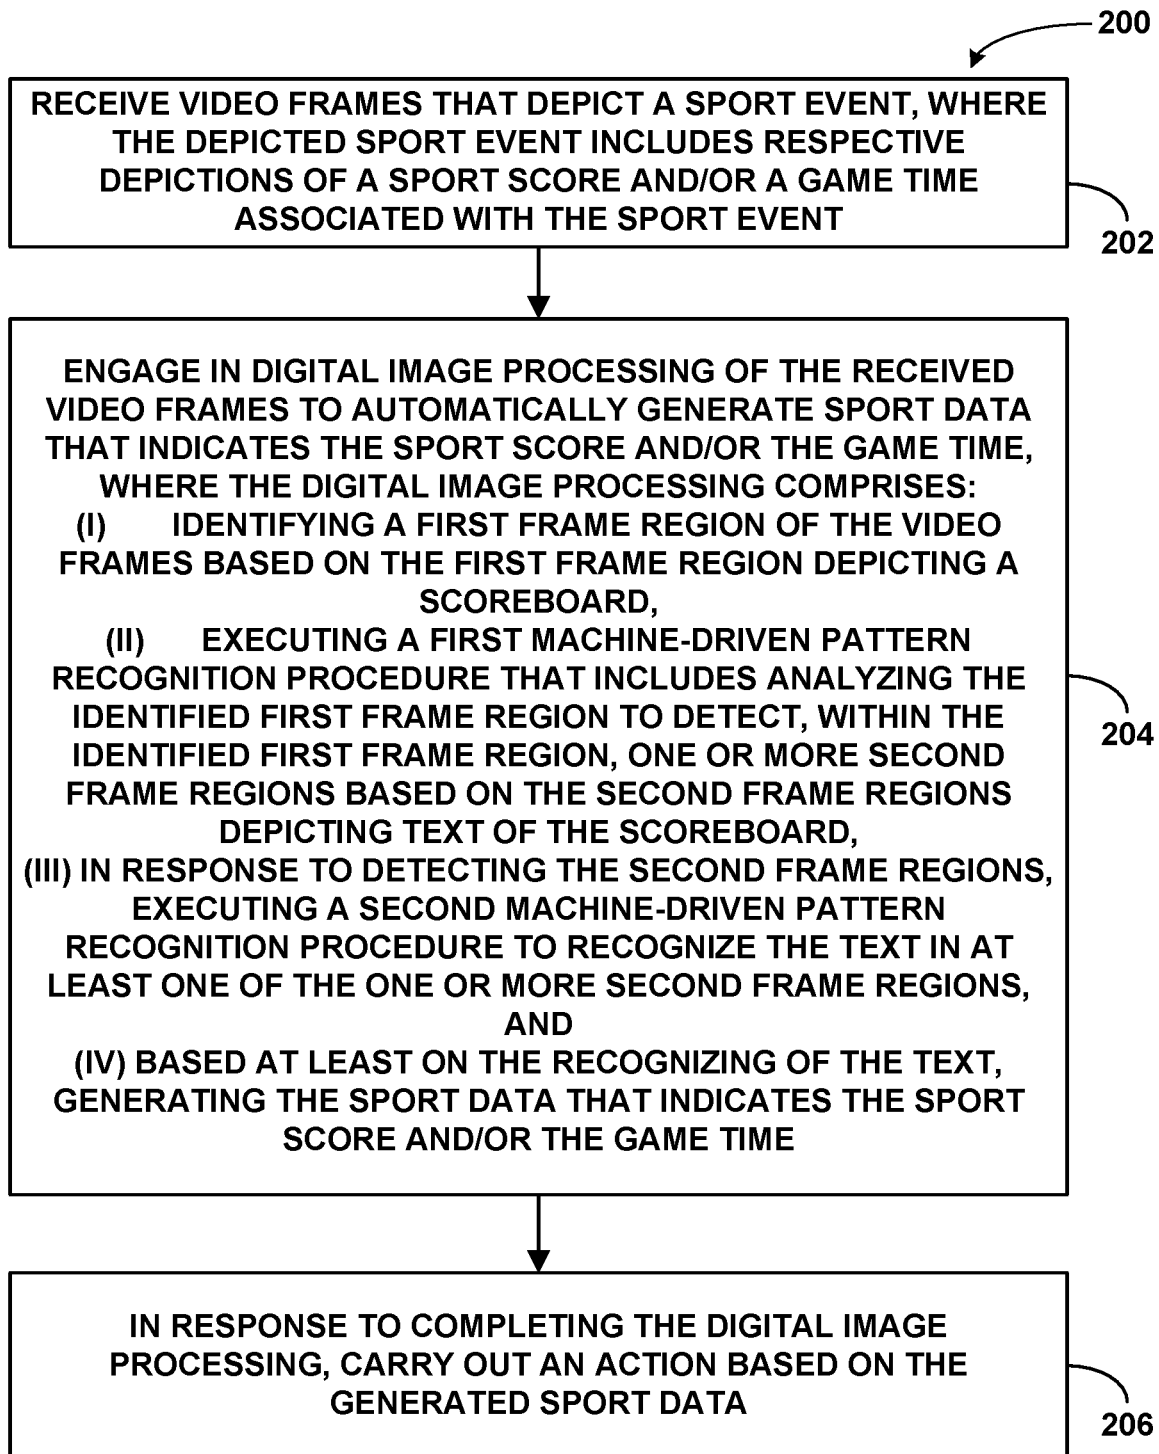 200
RECEIVE VIDEO FRAMES THAT DEPICT A SPORT EVENT, WHERE
THE DEPICTED SPORT EVENT INCLUDES RESPECTIVE
DEPICTIONS OF A SPORT SCORE AND/OR A GAME TIME
ASSOCIATED WITH THE SPORT EVENT
202
ENGAGE IN DIGITAL IMAGE PROCESSING OF THE RECEIVED
VIDEO FRAMES TO AUTOMATICALLY GENERATE SPORT DATA
THAT INDICATES THE SPORT SCORE AND/OR THE GAME TIME,
WHERE THE DIGITAL IMAGE PROCESSING COMPRISES:
(I) IDENTIFYING A FIRST FRAME REGION OF THE VIDEO
FRAMES BASED ON THE FIRST FRAME REGION DEPICTING A
SCOREBOARD,
(II) EXECUTING A FIRST MACHINE-DRIVEN PATTERN
RECOGNITION PROCEDURE THAT INCLUDES ANALYZING THE
IDENTIFIED FIRST FRAME REGION TO DETECT, WITHIN THE
IDENTIFIED FIRST FRAME REGION, ONE OR MORE SECOND
FRAME REGIONS BASED ON THE SECOND FRAME REGIONS
DEPICTING TEXT OF THE SCOREBOARD,
(III) IN RESPONSE TO DETECTING THE SECOND FRAME REGIONS,
EXECUTING A SECOND MACHINE-DRIVEN PATTERN
RECOGNITION PROCEDURE TO RECOGNIZE THE TEXT IN AT
LEAST ONE OF THE ONE OR MORE SECOND FRAME REGIONS,
AND
(IV) BASED AT LEAST ON THE RECOGNIZING OF THE TEXT,
GENERATING THE SPORT DATA THAT INDICATES THE SPORT
SCORE AND/OR THE GAME TIME
204
IN RESPONSE TO COMPLETING THE DIGITAL IMAGE
PROCESSING, CARRY OUT AN ACTION BASED ON THE
GENERATED SPORT DATA
206